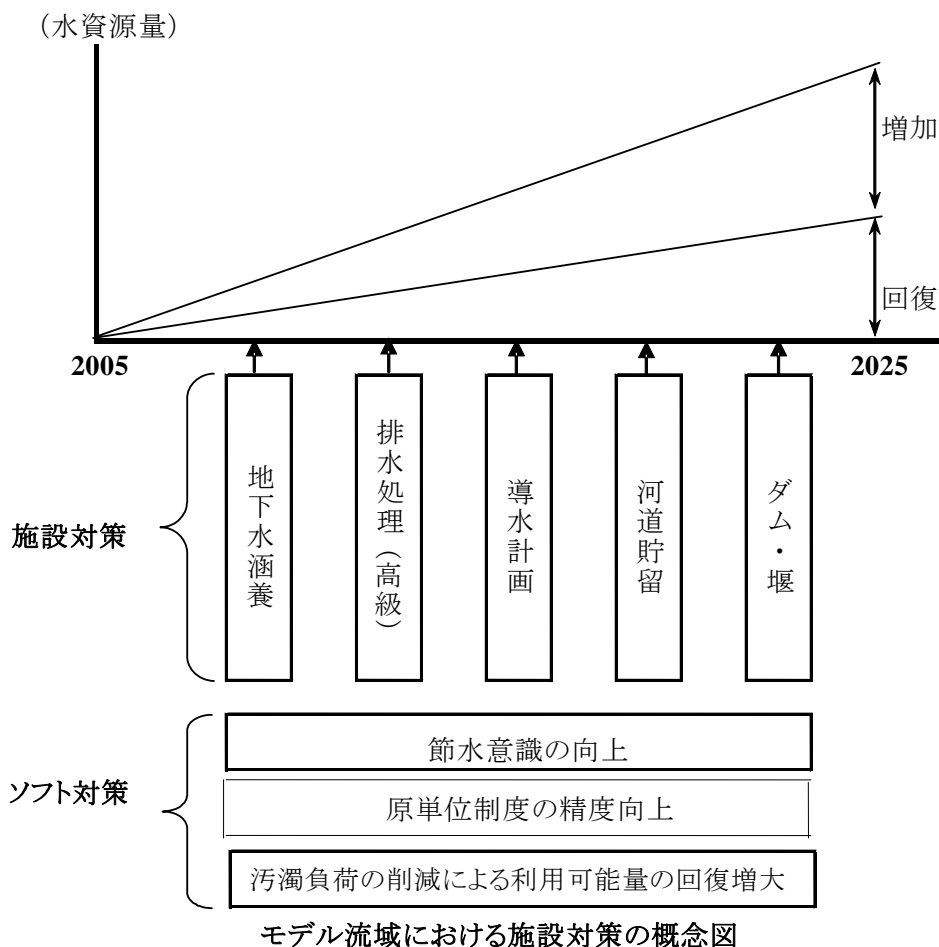 （水資源量）
増加
回復
2005
2025
施設対策
地下水涵養
排水処理（高級）
導水計画
河道貯留
ダム・堰
ソフト対策
節水意識の向上
原単位制度の精度向上
汚濁負荷の削減による利用可能量の回復増大
モデル流域における施設対策の概念図